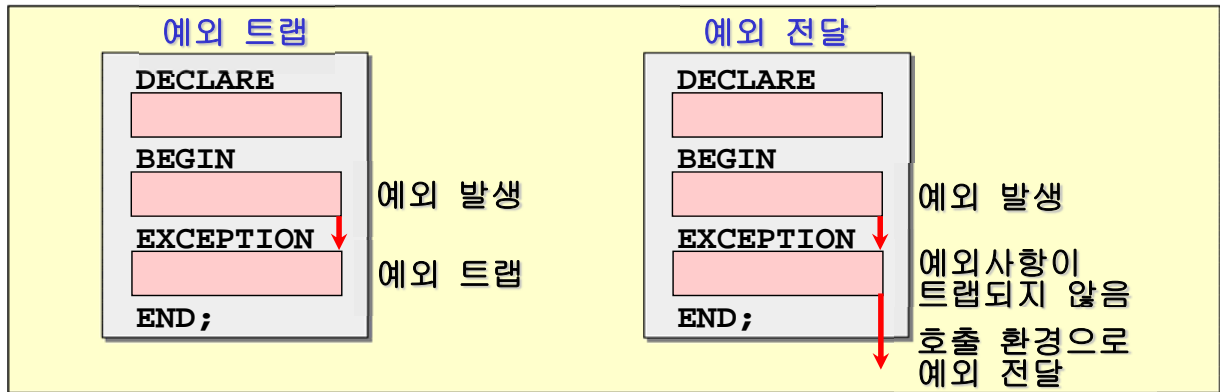 예외 트랩
DECLARE
BEGIN
예외 발생
EXCEPTION
예외 트랩
END;
예외 전달
DECLARE
BEGIN
예외 발생
EXCEPTION
예외사항이
트랩되지 않음
END;
호출 환경으로
예외 전달